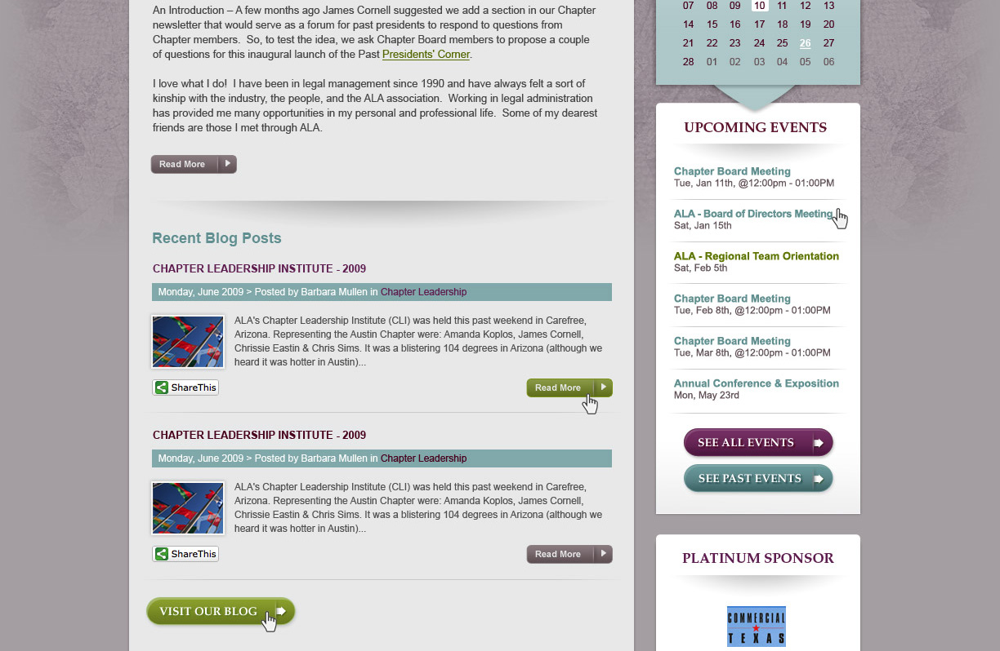 An Introduction – A few months ago James Cornell suggested we add a section in our Chapter
newsletter that would serve as a forum for past presidents to respond to questions from
Chapter members.  So, to test the idea, we ask Chapter Board members to propose a couple
of questions for this inaugural launch of the Past Presidents' Corner.
I love what I do!  I have been in legal management since 1990 and have always felt a sort of
kinship with the industry, the people, and the ALA association.  Working in legal administration
has provided me many opportunities in my personal and professional life.  Some of my dearest
friends are those I met through ALA.
Read More
Recent Blog Posts
CHAPTER LEADERSHIP INSTITUTE - 2009
Monday, June 2009 > Posted by Barbara Mullen in Chapter Leadership
ALA's Chapter Leadership Institute (CLI) was held this past weekend in Carefree,
Arizona. Representing the Austin Chapter were: Amanda Koplos, James Cornell,
Chrissie Eastin & Chris Sims. It was a blistering 104 degrees in Arizona (although we
heard it was hotter in Austin)...
ShareThis
Read More
CHAPTER LEADERSHIP INSTITUTE - 2009
Monday, June 2009 > Posted by Barbara Mullen in Chapter Leadership
ALA's Chapter Leadership Institute (CLI) was held this past weekend in Carefree,
Arizona. Representing the Austin Chapter were: Amanda Koplos, James Cornell,
Chrissie Eastin & Chris Sims. It was a blistering 104 degrees in Arizona (although we
heard it was hotter in Austin)...
ShareThis
Read More
VISIT OUR BLOG
07 08 09 10 11 12 13
14 15 16 17 18 19 20
21 22 23 24 25 26 27
28 01 02 03 04 05 06
UPCOMING EVENTS
Chapter Board Meeting
Tue, Jan 11th, @12:00pm - 01:00PM
ALA - Board of Directors Meeting
Sat, Jan 15th
ALA - Regional Team Orientation
Sat, Feb 5th
Chapter Board Meeting
Tue, Feb 8th, @12:00pm - 01:00PM
Chapter Board Meeting
Tue, Mar 8th, @12:00pm - 01:00PM
Annual Conference & Exposition
Mon, May 23rd
SEE ALL EVENTS
SEE PAST EVENTS
PLATINUM SPONSOR
COMMERCIAL
TEXAS